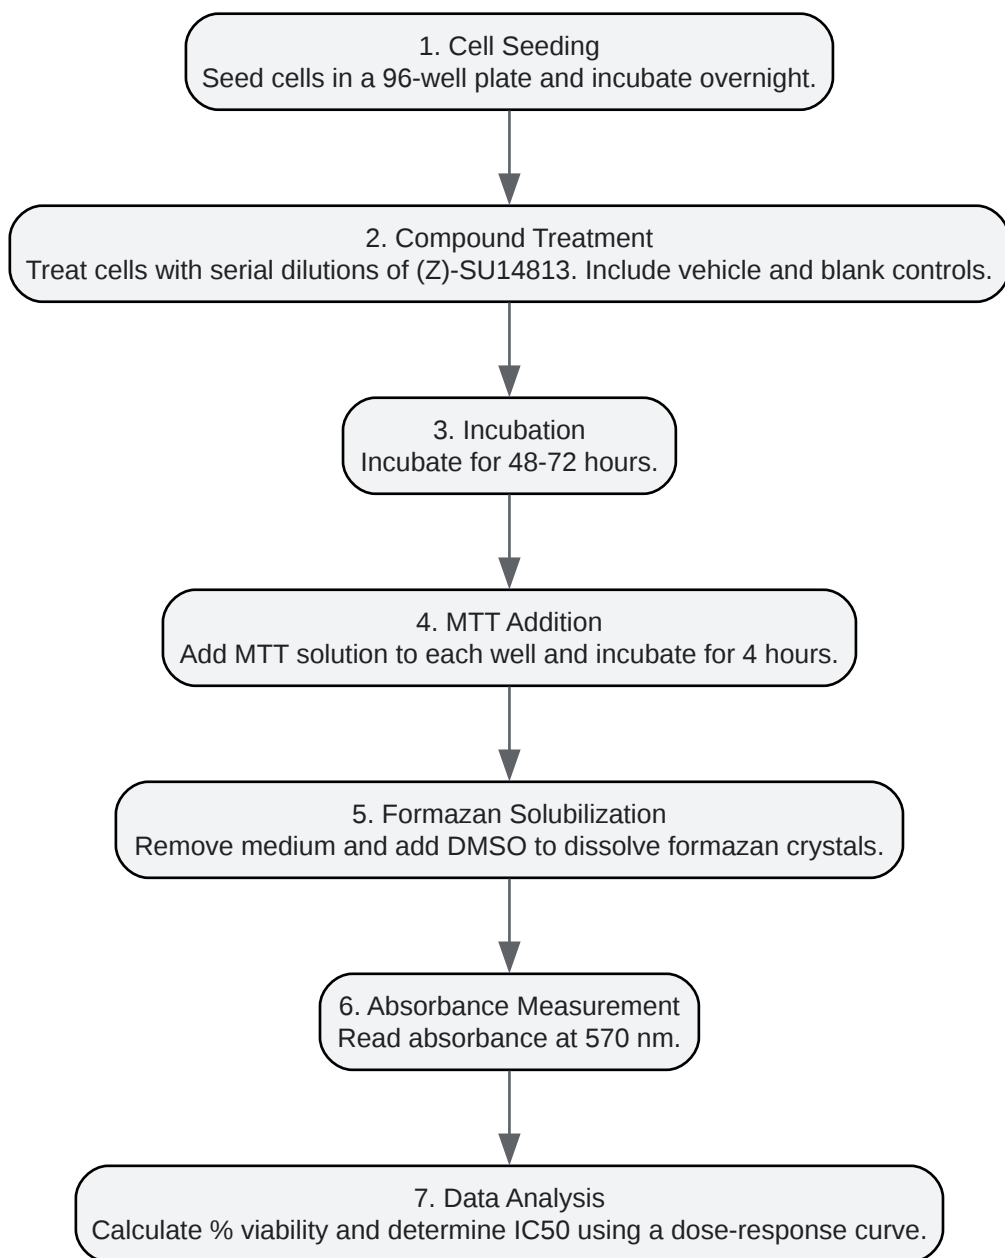 1. Cell Seeding
Seed cells in a 96-well plate and incubate overnight.
2. Compound Treatment
Treat cells with serial dilutions of (Z)-SU14813. Include vehicle and blank controls.
3. Incubation
Incubate for 48-72 hours.
4. MTT Addition
Add MTT solution to each well and incubate for 4 hours.
5. Formazan Solubilization
Remove medium and add DMSO to dissolve formazan crystals.
6. Absorbance Measurement
Read absorbance at 570 nm.
7. Data Analysis
Calculate % viability and determine IC50 using a dose-response curve.